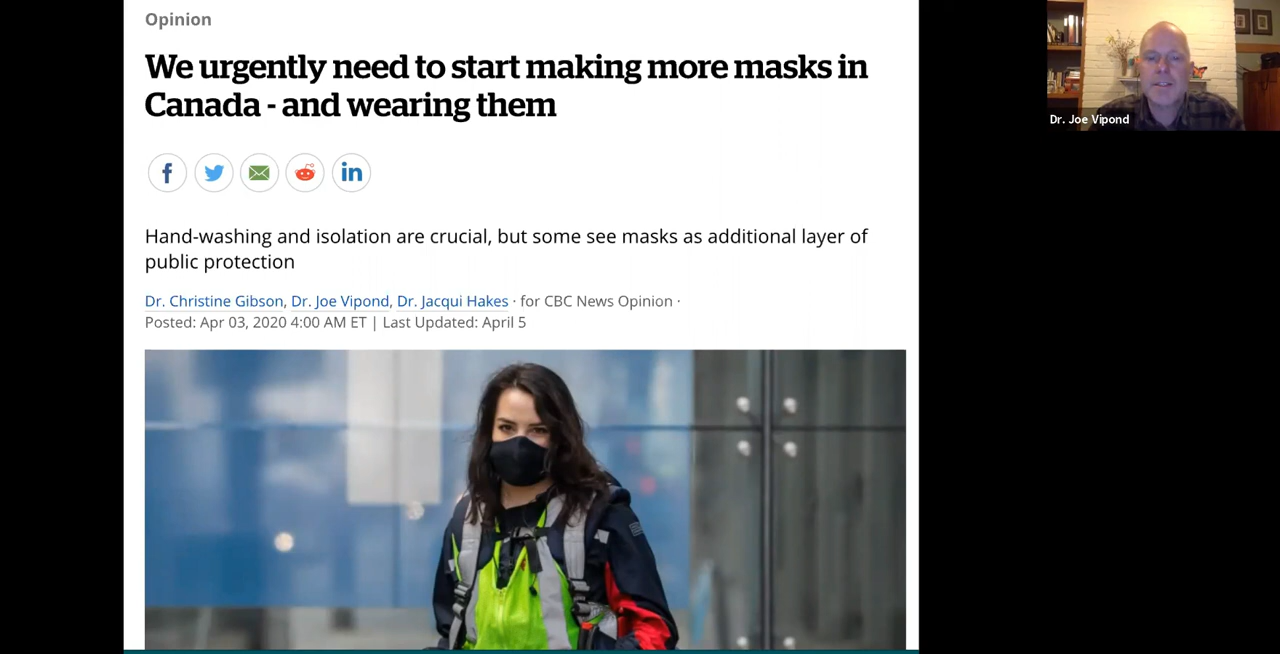 Opinion
We urgently need to start making more masks in
Canada - and wearing them
Hand-washing and isolation are crucial, but some see masks as additional layer of
public protection
Dr. Christine Gibson, Dr. Joe Vipond, Dr. Jacqui Hakes · for CBC News Opinion ·
Posted: Apr 03, 2020 4:00 AM ET | Last Updated: April 5
Dr. Joe Vipond